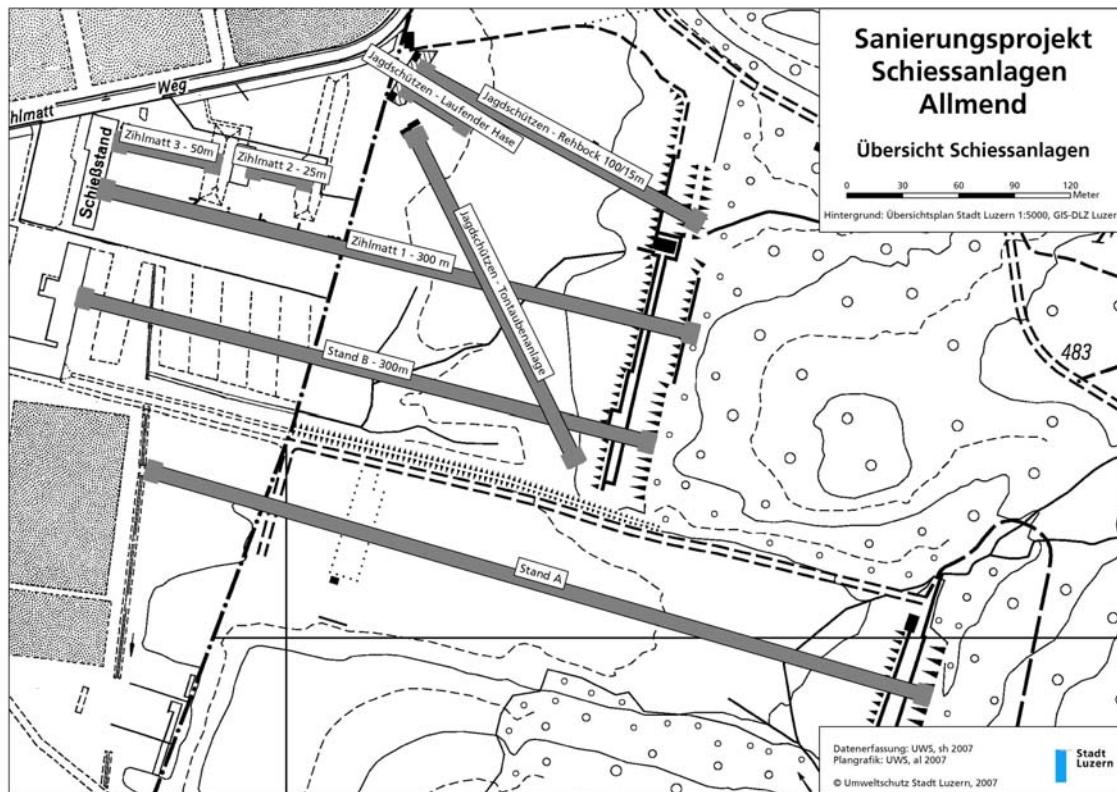 Sanierungsprojekt
Schiessanlagen
Allmend
Übersicht Schiessanlagen
0 30 60 90 120
Meter
Hintergrund: Übersichtsplan Stadt Luzern 1:5000, GIS-DLZ Luzer
hlmatt
Weg
Schießstand
Zihlmatt 3 - 50m
Zihlmatt 2 - 25m
Jagdschützen - Laufender Hase
Jagdschützen - Rehbock 100/15m
Jagdschützen - Tontaubenanlage
Zihlmatt 1 - 300 m
Stand B - 300m
483
Stand A
Datenerfassung: UWS, sh 2007
Plangrafik: UWS, al 2007
© Umweltschutz Stadt Luzern, 2007
Stadt
Luzern